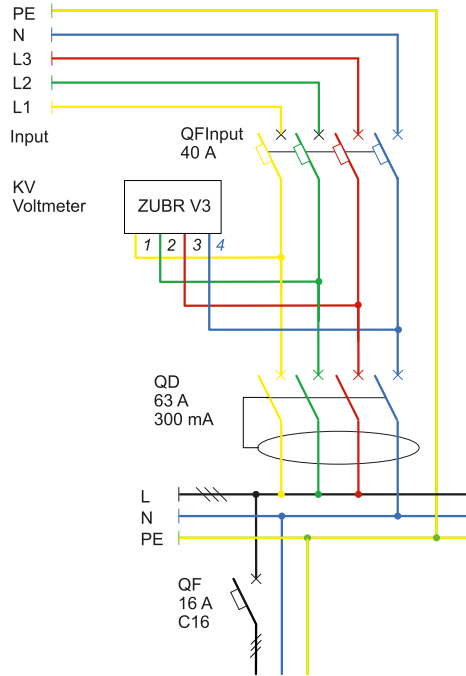 PE
N
L3
L2
L1
Input
QFInput
40 A
KV
Voltmeter
ZUBR V3
1 2 3 4
QD
63 A
300 mA
L
N
PE
QF
16 A
C16